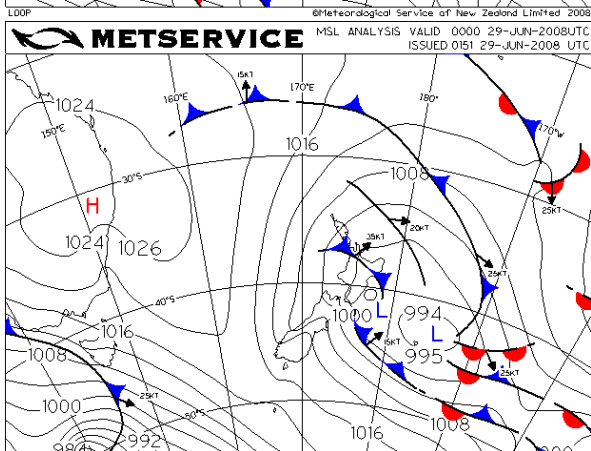 LOOP ©Meteorological Service of New Zealand Limited 2008
METSERVICE MSL ANALYSIS VALID 0000 29-JUN-2008UTC
ISSUED 0151 29-JUN-2008 UTC
15KT 170°E
160°E 180°
1024
150°E 170°W
1016
1008
30°S
H 25KT
20KT
35KT
1024 1026
25KT
40°S
L
1000 994
1016 L
15KT
1008 995
25KT
25KT
1000 50°S
1008
992 1016
984